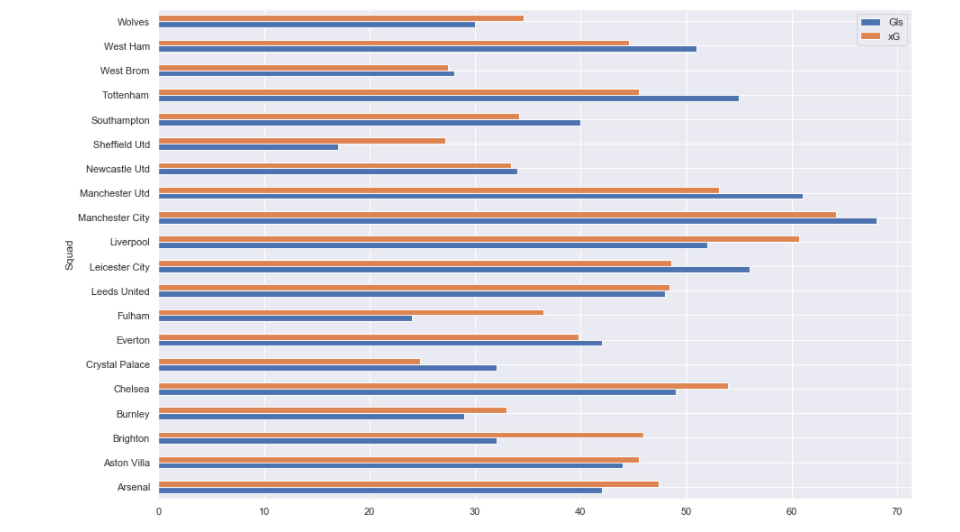 Wolves
West Ham
West Brom
Tottenham
Southampton
Sheffield Utd
Newcastle Utd
Manchester Utd
Manchester City
Liverpool
Leicester City
Leeds United
Fulham
Everton
Crystal Palace
Chelsea
Burnley
Brighton
Aston Villa
Arsenal
Squad
Gls
xG
0 10 20 30 40 50 60 70